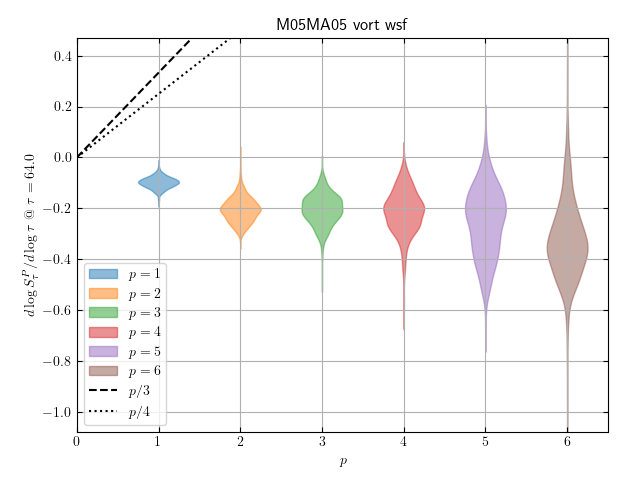 M05MA05 vort wsf
d log S_τ^P / d log τ @ τ = 64.0
0.4
0.2
0.0
−0.2
−0.4
−0.6
−0.8
−1.0
p = 1
p = 2
p = 3
p = 4
p = 5
p = 6
p/3
p/4
0 1 2 3 4 5 6
p